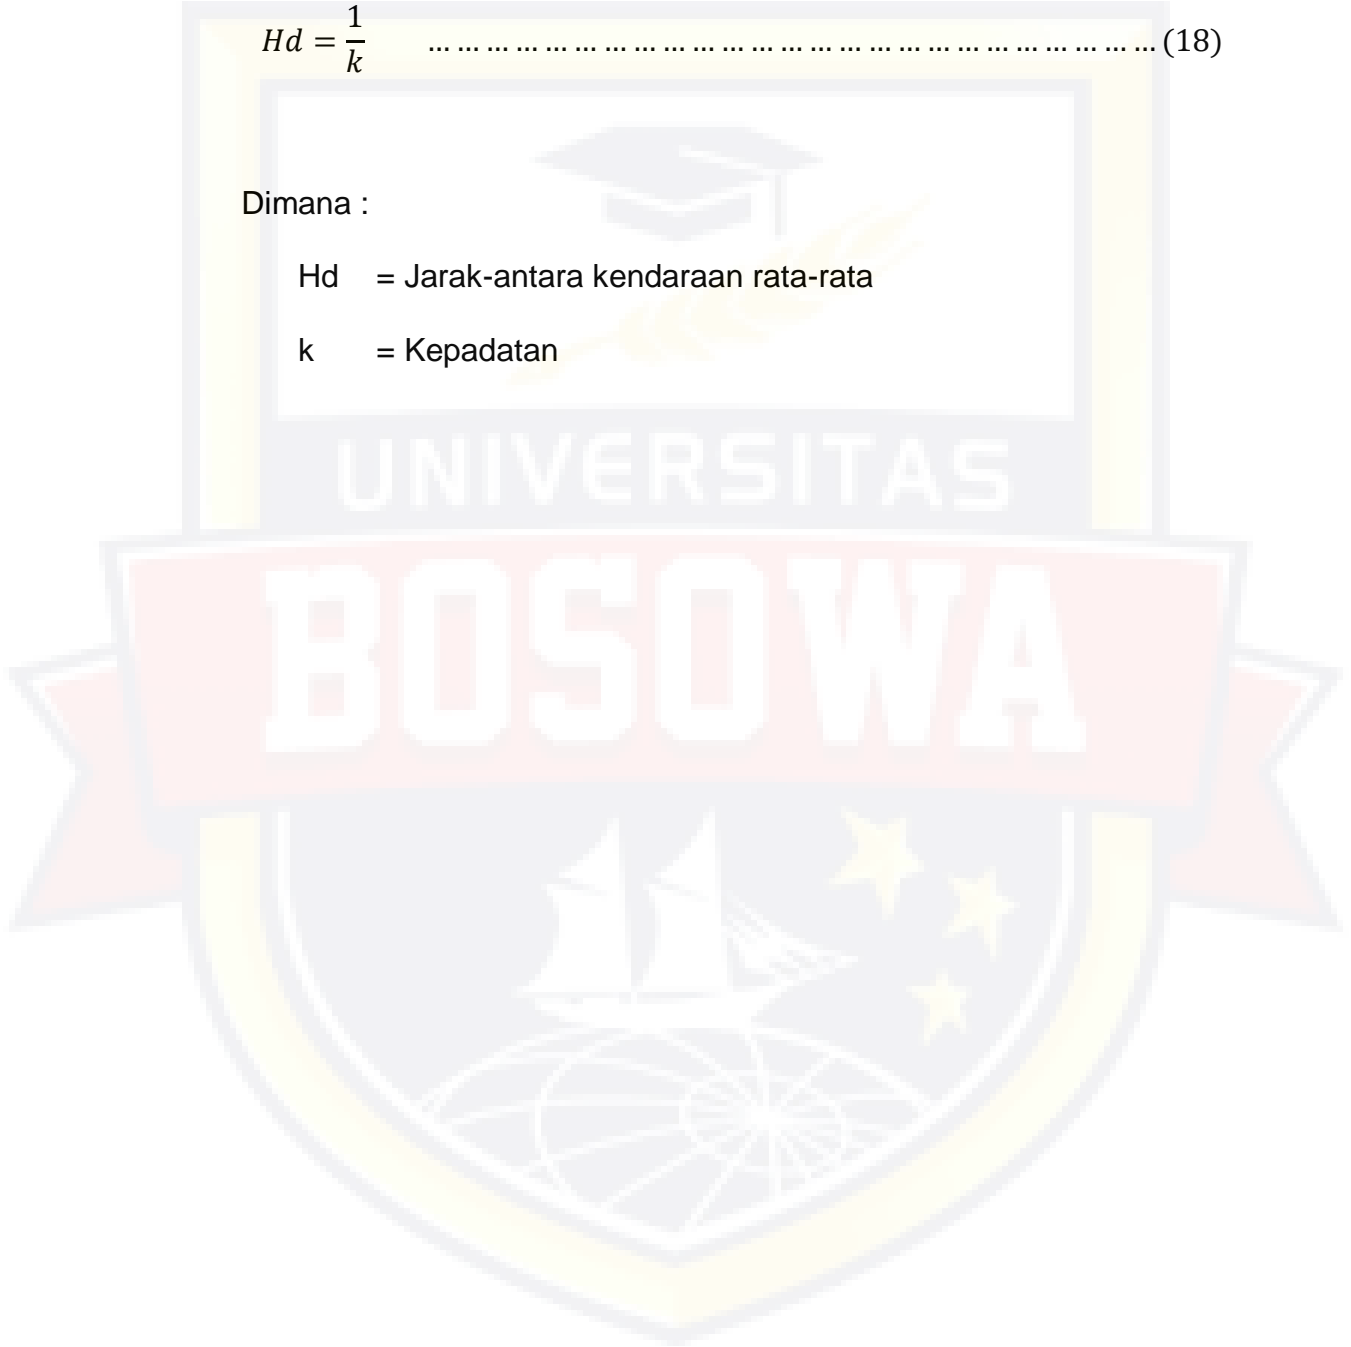 Hd = 1/k … … … … … … … … … … … … … … … … … … … … … … … … … (18)
Dimana :
Hd = Jarak-antara kendaraan rata-rata
k = Kepadatan
UNIVERSITAS
BOSOWA